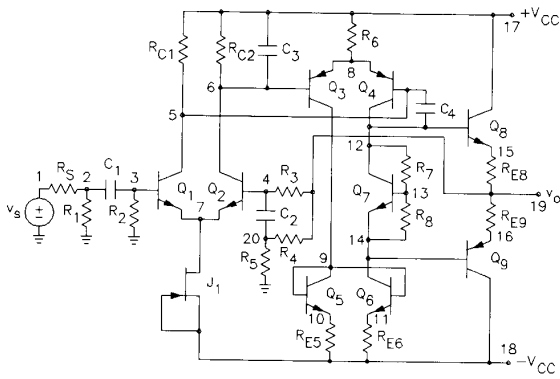 +V_CC
17
R_C1
R_C2
C_3
R_6
8
6
Q_3
Q_4
5
C_4
Q_8
15
12
R_E8
1
R_S
2
C_1
3
4
R_3
R_7
Q_1
Q_2
Q_7
13
v_o
19
v_s
R_1
R_2
7
C_2
R_8
R_E9
16
20
R_4
14
R_5
9
Q_9
J_1
Q_5
Q_6
10
11
R_E5
R_E6
18
-V_CC